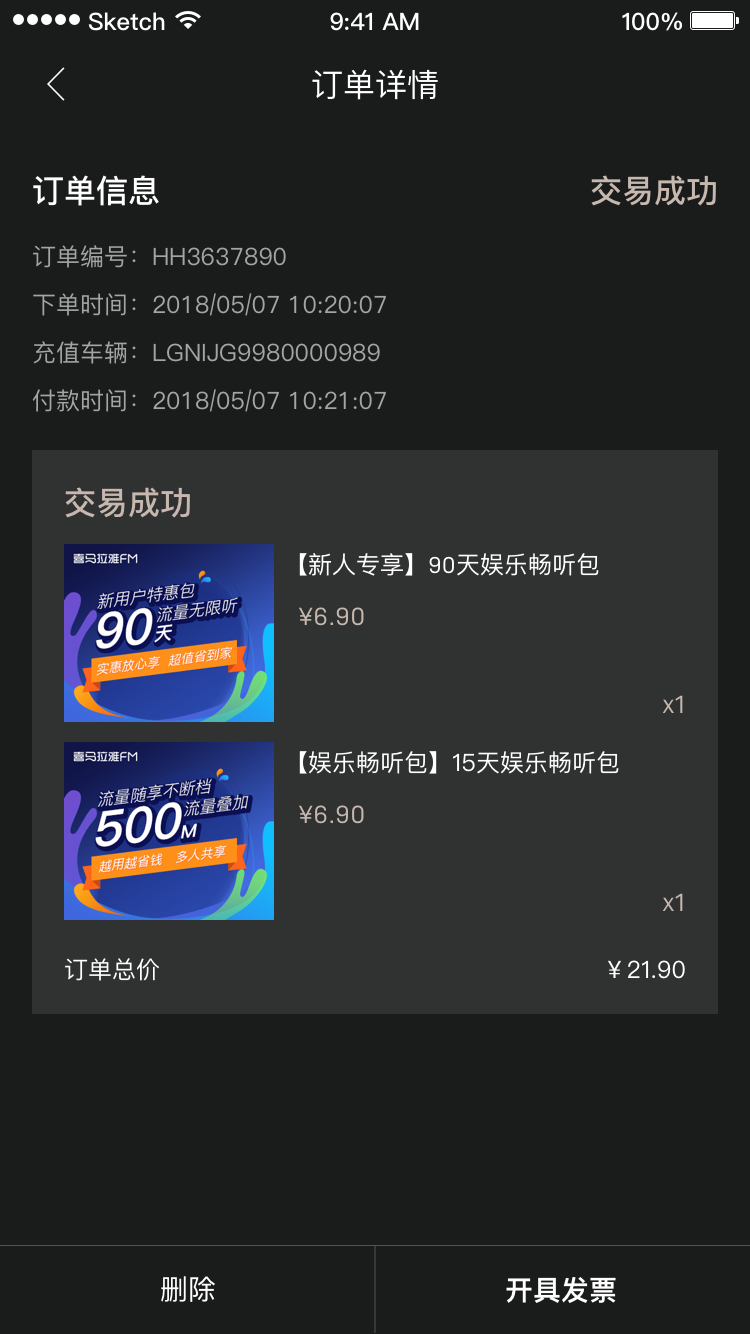 Sketch 9:41 AM 100%
订单详情
订单信息 交易成功
订单编号：HH3637890
下单时间：2018/05/07 10:20:07
充值车辆：LGNIJG9980000989
付款时间：2018/05/07 10:21:07
交易成功
喜马拉雅FM
新用户特惠包
90天 流量无限听
实惠放心享 超值省到家
【新人专享】90天娱乐畅听包
¥6.90
x1
喜马拉雅FM
流量随享不断档
500M 流量叠加
越用越省钱 多人共享
【娱乐畅听包】15天娱乐畅听包
¥6.90
x1
订单总价 ¥ 21.90
删除 开具发票